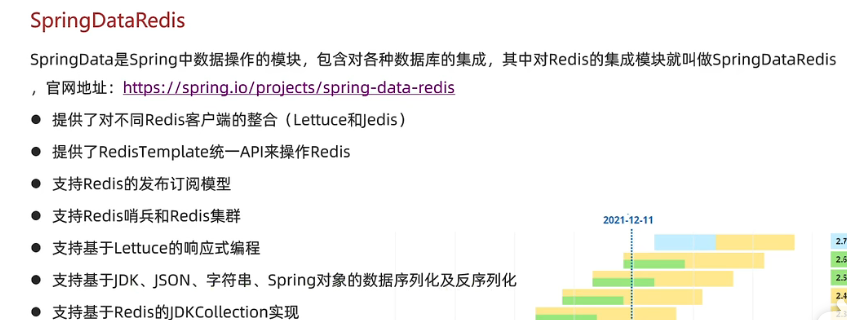 SpringDataRedis
SpringData是Spring中数据操作的模块，包含对各种数据库的集成，其中对Redis的集成模块就叫做SpringDataRedis
，官网地址：https://spring.io/projects/spring-data-redis
● 提供了对不同Redis客户端的整合（Lettuce和Jedis）
● 提供了RedisTemplate统一API来操作Redis
● 支持Redis的发布订阅模型
● 支持Redis哨兵和Redis集群
2021-12-11
● 支持基于Lettuce的响应式编程
2.7
2.6
● 支持基于JDK、JSON、字符串、Spring对象的数据序列化及反序列化
2.5
2.4
● 支持基于Redis的JDKCollection实现